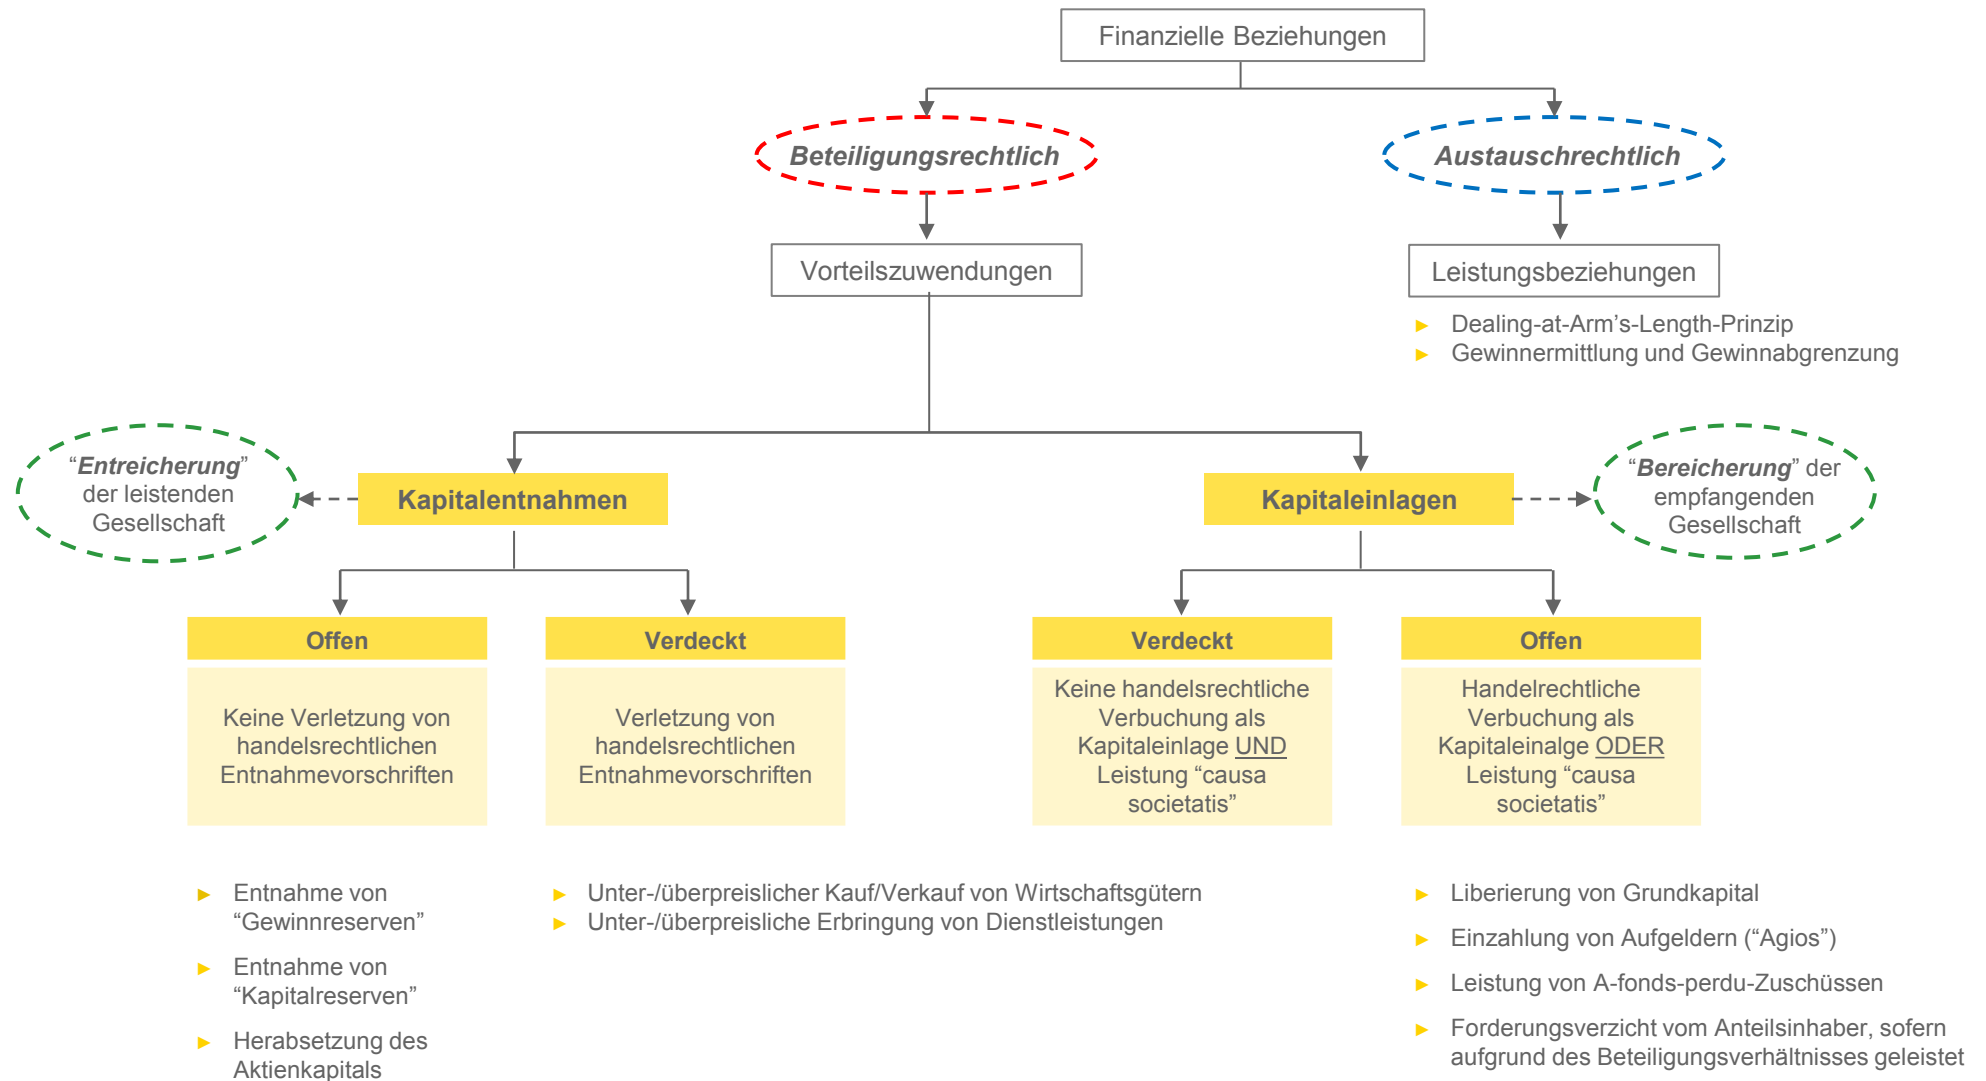 Finanzielle Beziehungen
Beteiligungsrechtlich
Austauschrechtlich
Vorteilszuwendungen
Leistungsbeziehungen
► Dealing-at-Arm’s-Length-Prinzip
► Gewinnermittlung und Gewinnabgrenzung
“Entreicherung”
der leistenden
Gesellschaft
Kapitalentnahmen
Kapitaleinlagen
“Bereicherung” der
empfangenden
Gesellschaft
Offen
Keine Verletzung von
handelsrechtlichen
Entnahmevorschriften
Verdeckt
Verletzung von
handelsrechtlichen
Entnahmevorschriften
Verdeckt
Keine handelsrechtliche
Verbuchung als
Kapitaleinlage UND
Leistung “causa
societatis”
Offen
Handelrechtliche
Verbuchung als
Kapitaleinalge ODER
Leistung “causa
societatis”
► Entnahme von
“Gewinnreserven”
► Entnahme von
“Kapitalreserven”
► Herabsetzung des
Aktienkapitals
► Unter-/überpreislicher Kauf/Verkauf von Wirtschaftsgütern
► Unter-/überpreisliche Erbringung von Dienstleistungen
► Liberierung von Grundkapital
► Einzahlung von Aufgeldern (“Agios”)
► Leistung von A-fonds-perdu-Zuschüssen
► Forderungsverzicht vom Anteilsinhaber, sofern
aufgrund des Beteiligungsverhältnisses geleistet